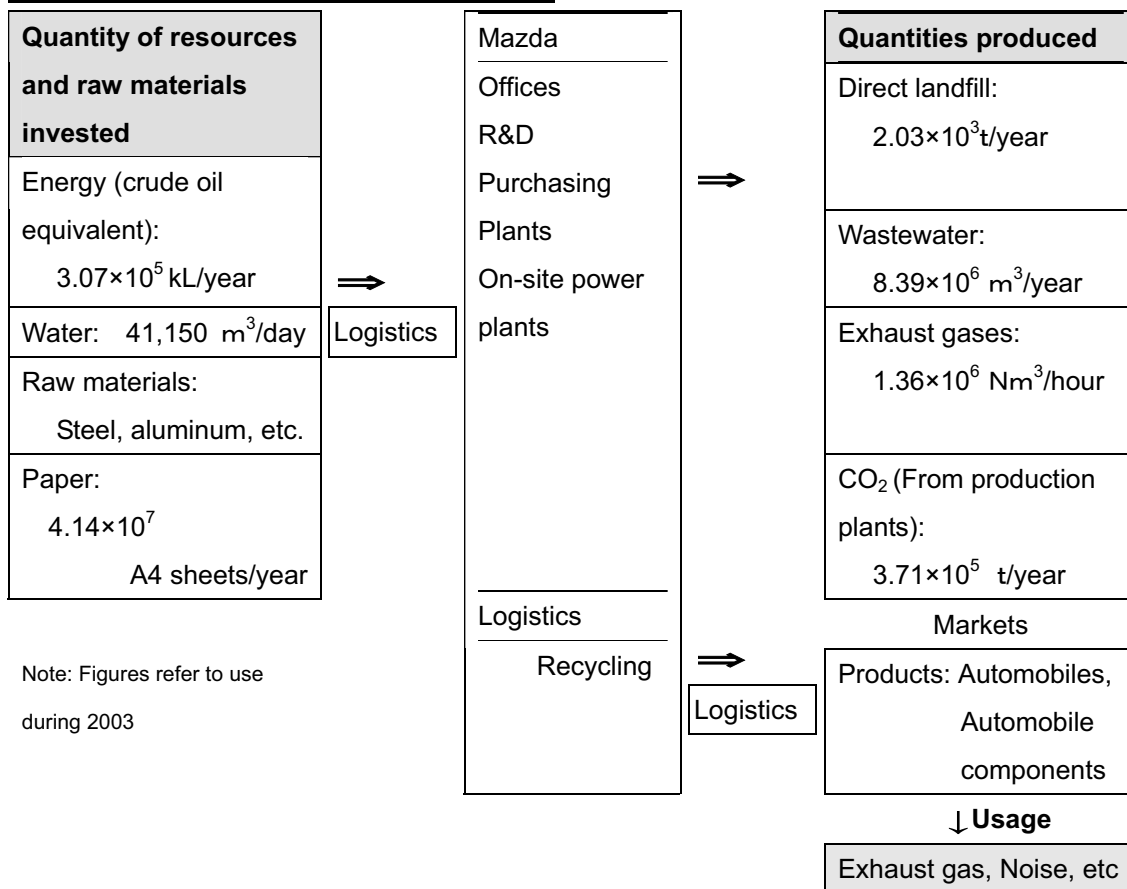 Quantity of resources
and raw materials
invested
Energy (crude oil
equivalent):
3.07×10⁵ kL/year
Water: 41,150 m³/day
Raw materials:
Steel, aluminum, etc.
Paper:
4.14×10⁷
A4 sheets/year
Note: Figures refer to use
during 2003
⇒
Logistics
Mazda
Offices
R&D
Purchasing
Plants
On-site power
plants
Logistics
Recycling
⇒
⇒
Logistics
Quantities produced
Direct landfill:
2.03×10³t/year
Wastewater:
8.39×10⁶ m³/year
Exhaust gases:
1.36×10⁶ Nm³/hour
CO₂ (From production
plants):
3.71×10⁵ t/year
Markets
Products: Automobiles,
Automobile
components
↓Usage
Exhaust gas, Noise, etc